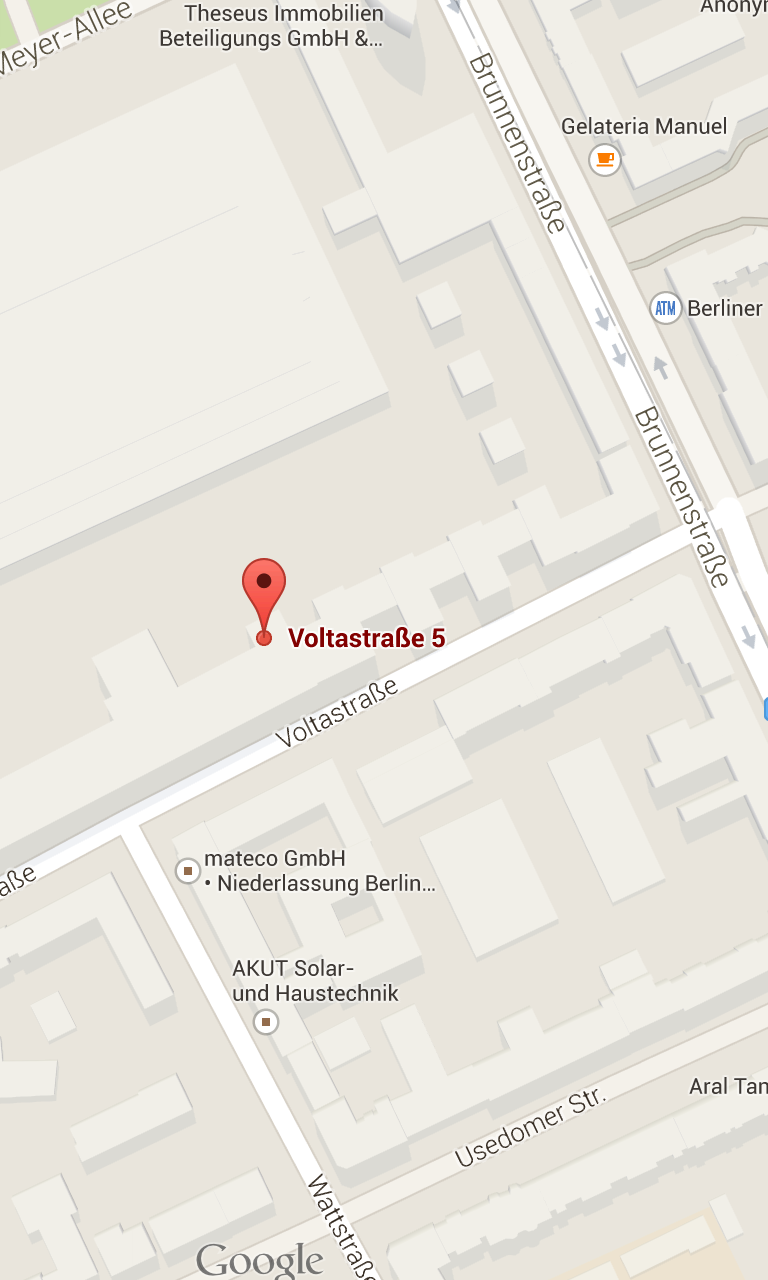 Meyer-Allee
Theseus Immobilien
Beteiligungs GmbH &...
Brunnenstraße
Gelateria Manuel
ATM
Berliner
Brunnenstraße
Voltastraße 5
Voltastraße
mateco GmbH
• Niederlassung Berlin...
aße
AKUT Solar-
und Haustechnik
Aral Tan
Usedomer Str.
Wattstraße
Google